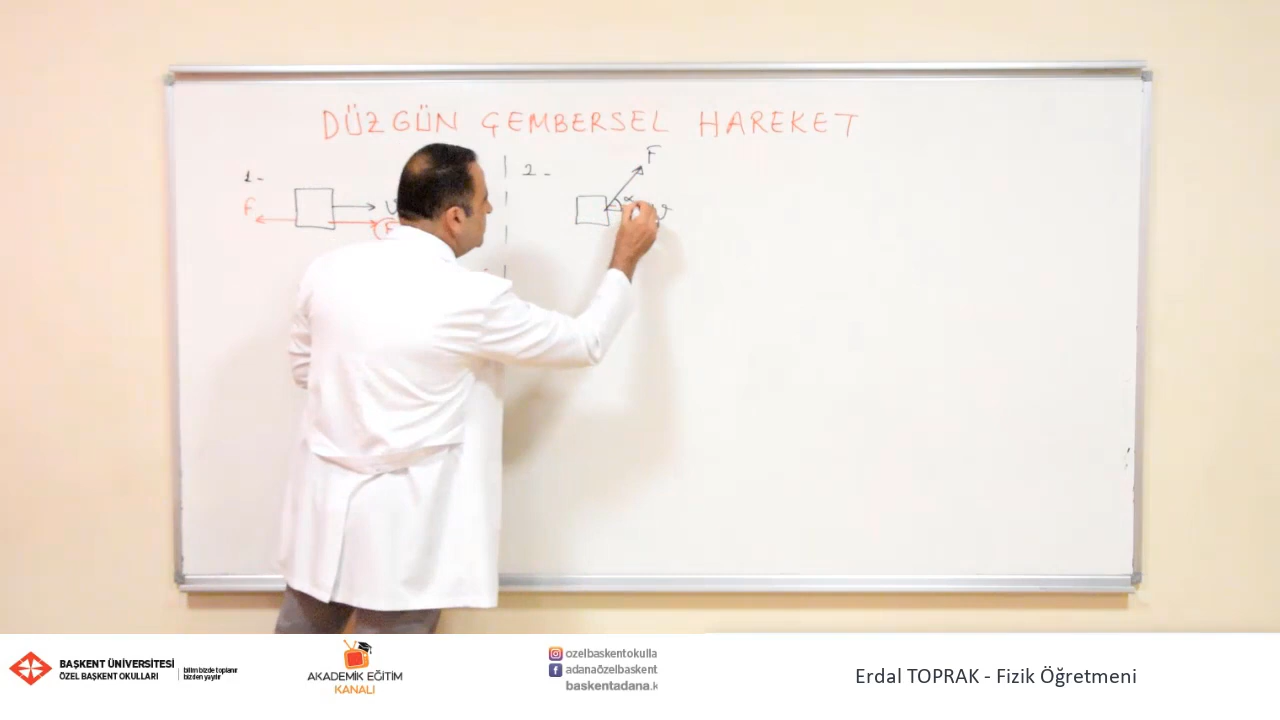 DÜZGÜN ÇEMBERSEL HAREKET
1-
f
(F
2-
F
α
BAŞKENT ÜNİVERSİTESİ
ÖZEL BAŞKENT OKULLARI
bilim bizde toplanır
bizden yayılır
AKADEMİK EĞİTİM
KANALI
ozelbaskentokulla
adanaözelbaskent
baskentadana.k
Erdal TOPRAK - Fizik Öğretmeni